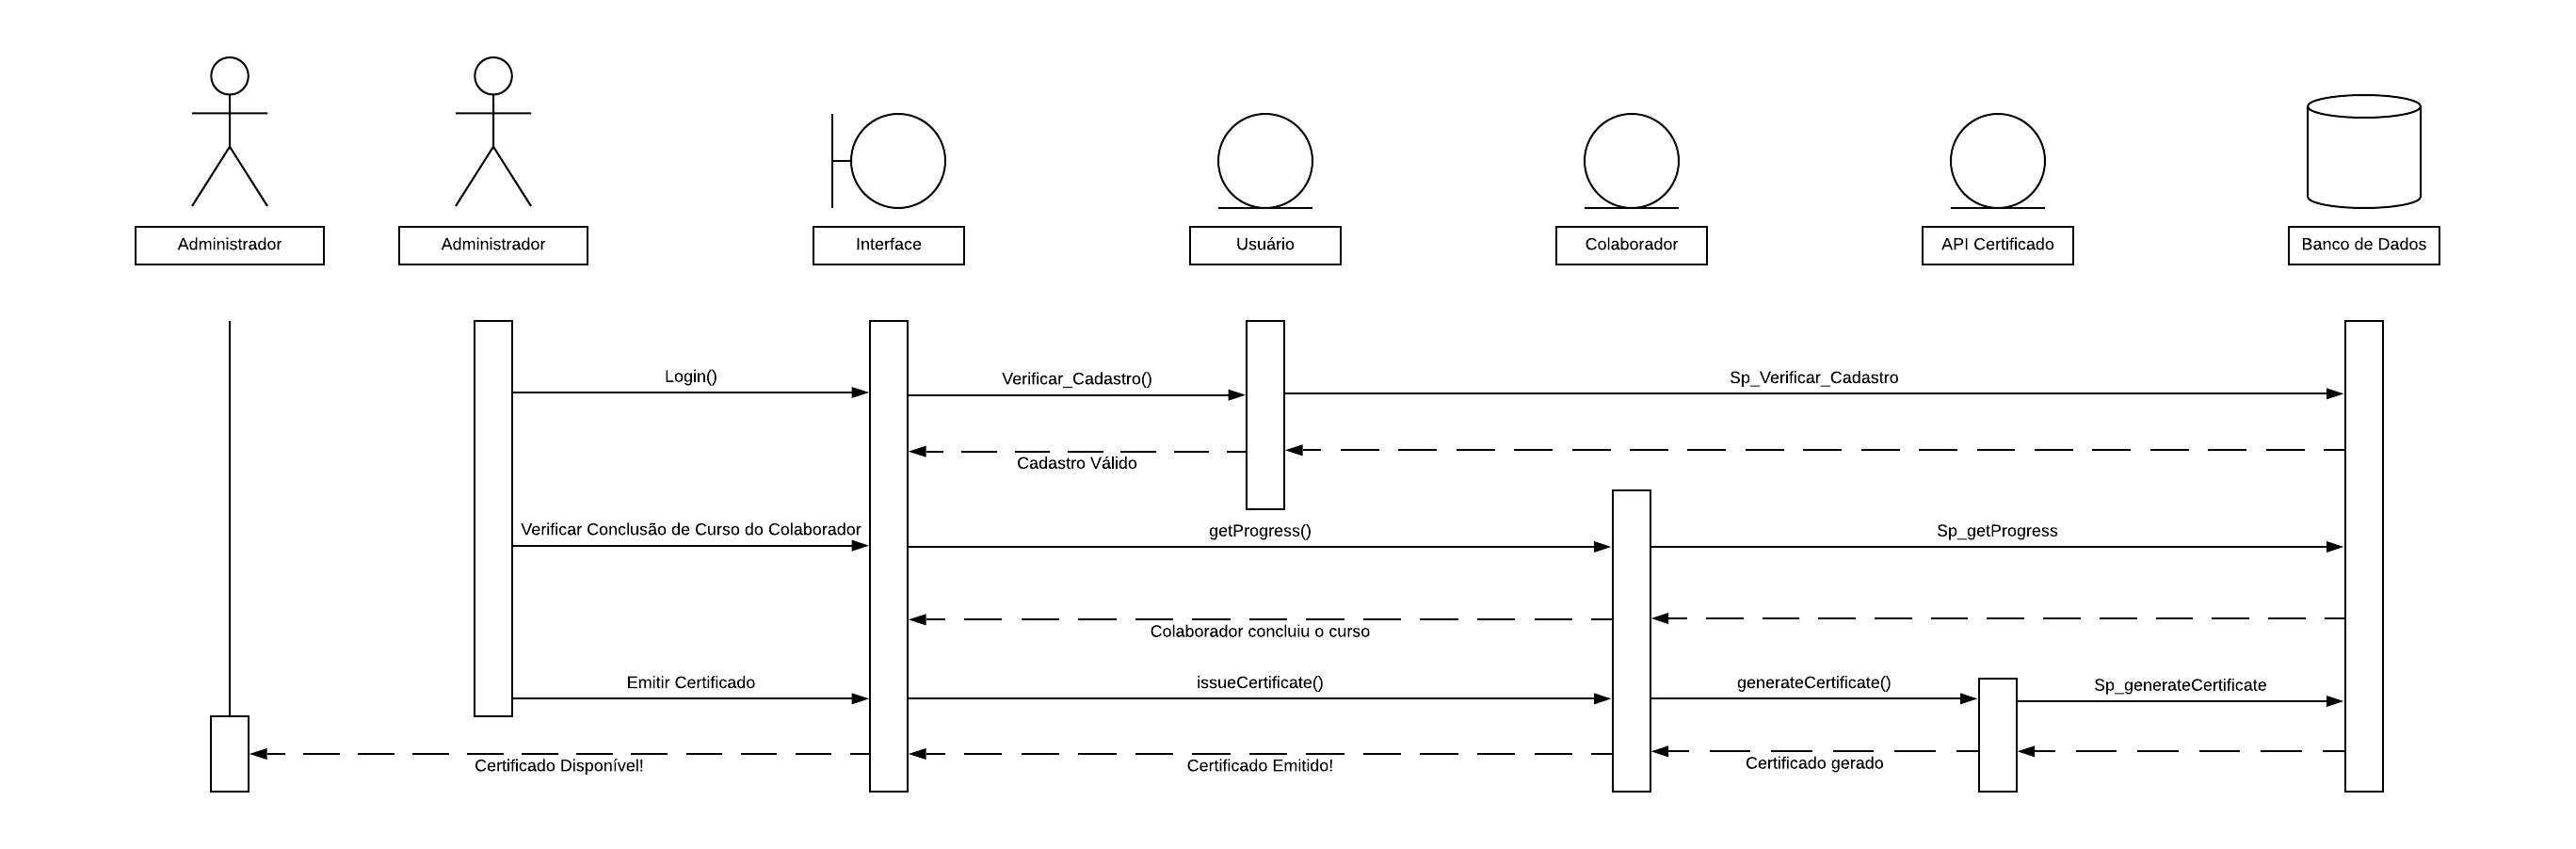 Administrador
Administrador
Interface
Usuário
Colaborador
API Certificado
Banco de Dados
Login()
Verificar_Cadastro()
Sp_Verificar_Cadastro
Cadastro Válido
Verificar Conclusão de Curso do Colaborador
getProgress()
Sp_getProgress
Colaborador concluiu o curso
Emitir Certificado
issueCertificate()
generateCertificate()
Sp_generateCertificate
Certificado Disponível!
Certificado Emitido!
Certificado gerado